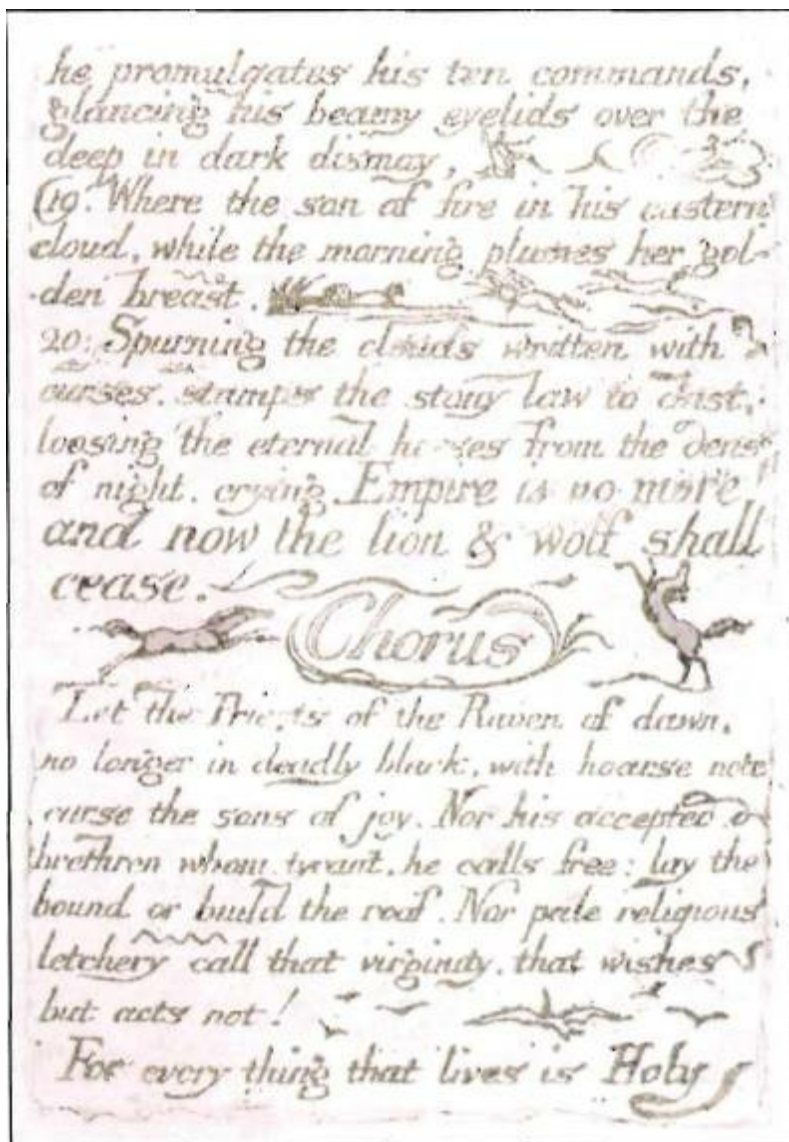 he promulgates his ten commands,
glancing his beamy eyelids over the
deep in dark dismay,
19. Where the son of fire in his eastern
cloud, while the morning plumes her gol-
-den breast.
20. Spurning the clouds written with
curses, stamps the stony law to dust,
loosing the eternal horses from the dens
of night, crying Empire is no more!
and now the lion & wolf shall
cease.
Chorus
Let the Priests of the Raven of dawn,
no longer in deadly black, with hoarse note
curse the sons of joy. Nor his accepted
brethren whom, tyrant, he calls free: lay the
bound or build the roof. Nor pale religious
letchery call that virginity, that wishes
but acts not!
For every thing that lives is Holy